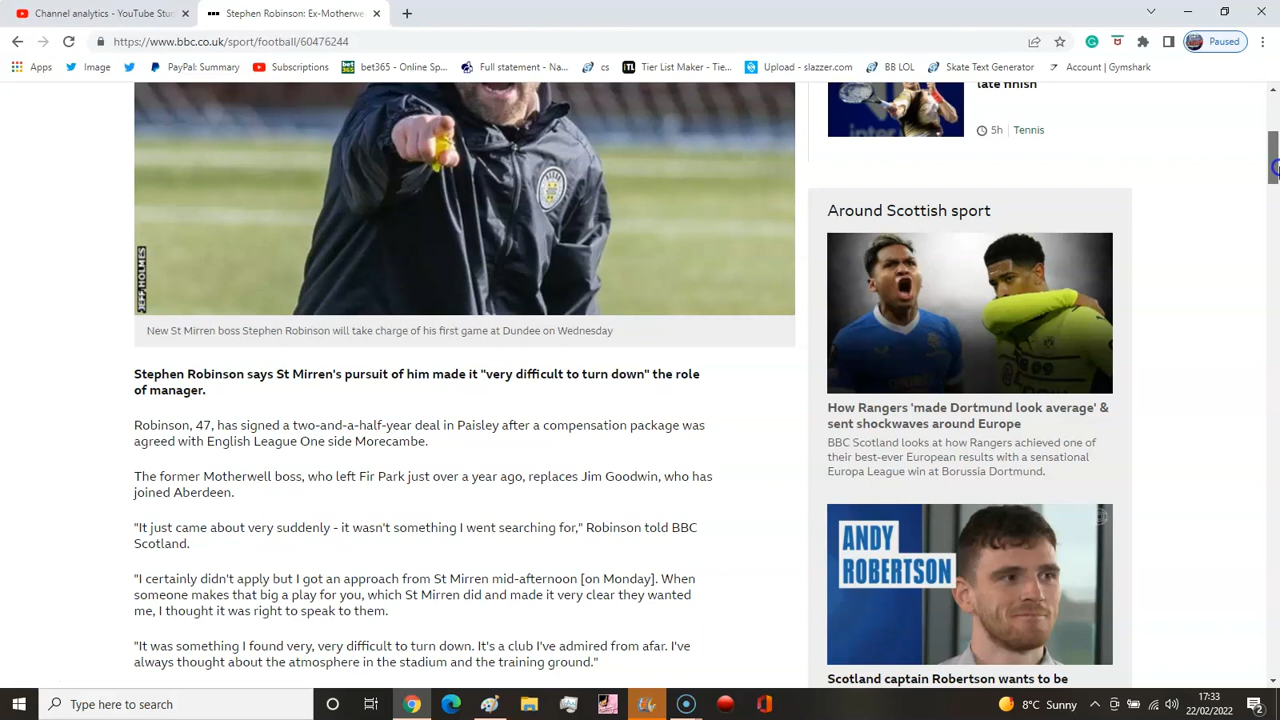 Channel analytics - YouTube Stu
Stephen Robinson: Ex-Motherwe
https://www.bbc.co.uk/sport/football/60476244
Paused
Apps
Image
PayPal: Summary
Subscriptions
bet365 - Online Sp...
Full statement - Na...
cs
Tier List Maker - Tie...
Upload - slazzer.com
BB LOL
Skate Text Generator
Account | Gymshark
late finish
5h | Tennis
JEFF HOLMES
New St Mirren boss Stephen Robinson will take charge of his first game at Dundee on Wednesday
Stephen Robinson says St Mirren's pursuit of him made it "very difficult to turn down" the role
of manager.
Robinson, 47, has signed a two-and-a-half-year deal in Paisley after a compensation package was
agreed with English League One side Morecambe.
The former Motherwell boss, who left Fir Park just over a year ago, replaces Jim Goodwin, who has
joined Aberdeen.
"It just came about very suddenly - it wasn't something I went searching for," Robinson told BBC
Scotland.
"I certainly didn't apply but I got an approach from St Mirren mid-afternoon [on Monday]. When
someone makes that big a play for you, which St Mirren did and made it very clear they wanted
me, I thought it was right to speak to them.
"It was something I found very, very difficult to turn down. It's a club I've admired from afar. I've
always thought about the atmosphere in the stadium and the training ground."
Around Scottish sport
How Rangers 'made Dortmund look average' &
sent shockwaves around Europe
BBC Scotland looks at how Rangers achieved one of
their best-ever European results with a sensational
Europa League win at Borussia Dortmund.
ANDY
ROBERTSON
Scotland captain Robertson wants to be
Type here to search
8°C Sunny
17:33
22/02/2022
2